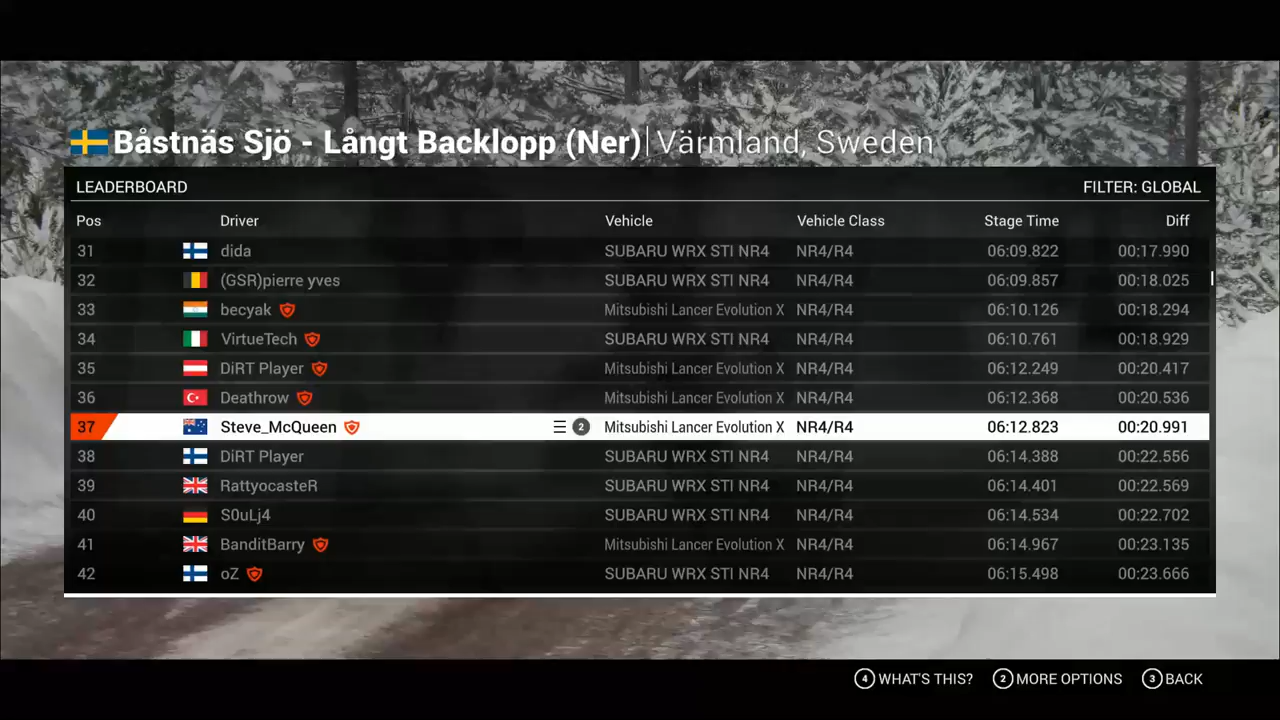 Båstnäs Sjö - Långt Backlopp (Ner) | Värmland, Sweden
LEADERBOARD FILTER: GLOBAL
Pos Driver Vehicle Vehicle Class Stage Time Diff
31 dida SUBARU WRX STI NR4 NR4/R4 06:09.822 00:17.990
32 (GSR)pierre yves SUBARU WRX STI NR4 NR4/R4 06:09.857 00:18.025
33 becyak Mitsubishi Lancer Evolution X NR4/R4 06:10.126 00:18.294
34 VirtueTech SUBARU WRX STI NR4 NR4/R4 06:10.761 00:18.929
35 DiRT Player Mitsubishi Lancer Evolution X NR4/R4 06:12.249 00:20.417
36 Deathrow Mitsubishi Lancer Evolution X NR4/R4 06:12.368 00:20.536
37 Steve_McQueen 2 Mitsubishi Lancer Evolution X NR4/R4 06:12.823 00:20.991
38 DiRT Player SUBARU WRX STI NR4 NR4/R4 06:14.388 00:22.556
39 RattyocasteR SUBARU WRX STI NR4 NR4/R4 06:14.401 00:22.569
40 S0uLj4 SUBARU WRX STI NR4 NR4/R4 06:14.534 00:22.702
41 BanditBarry Mitsubishi Lancer Evolution X NR4/R4 06:14.967 00:23.135
42 oZ SUBARU WRX STI NR4 NR4/R4 06:15.498 00:23.666
4 WHAT'S THIS? 2 MORE OPTIONS 3 BACK